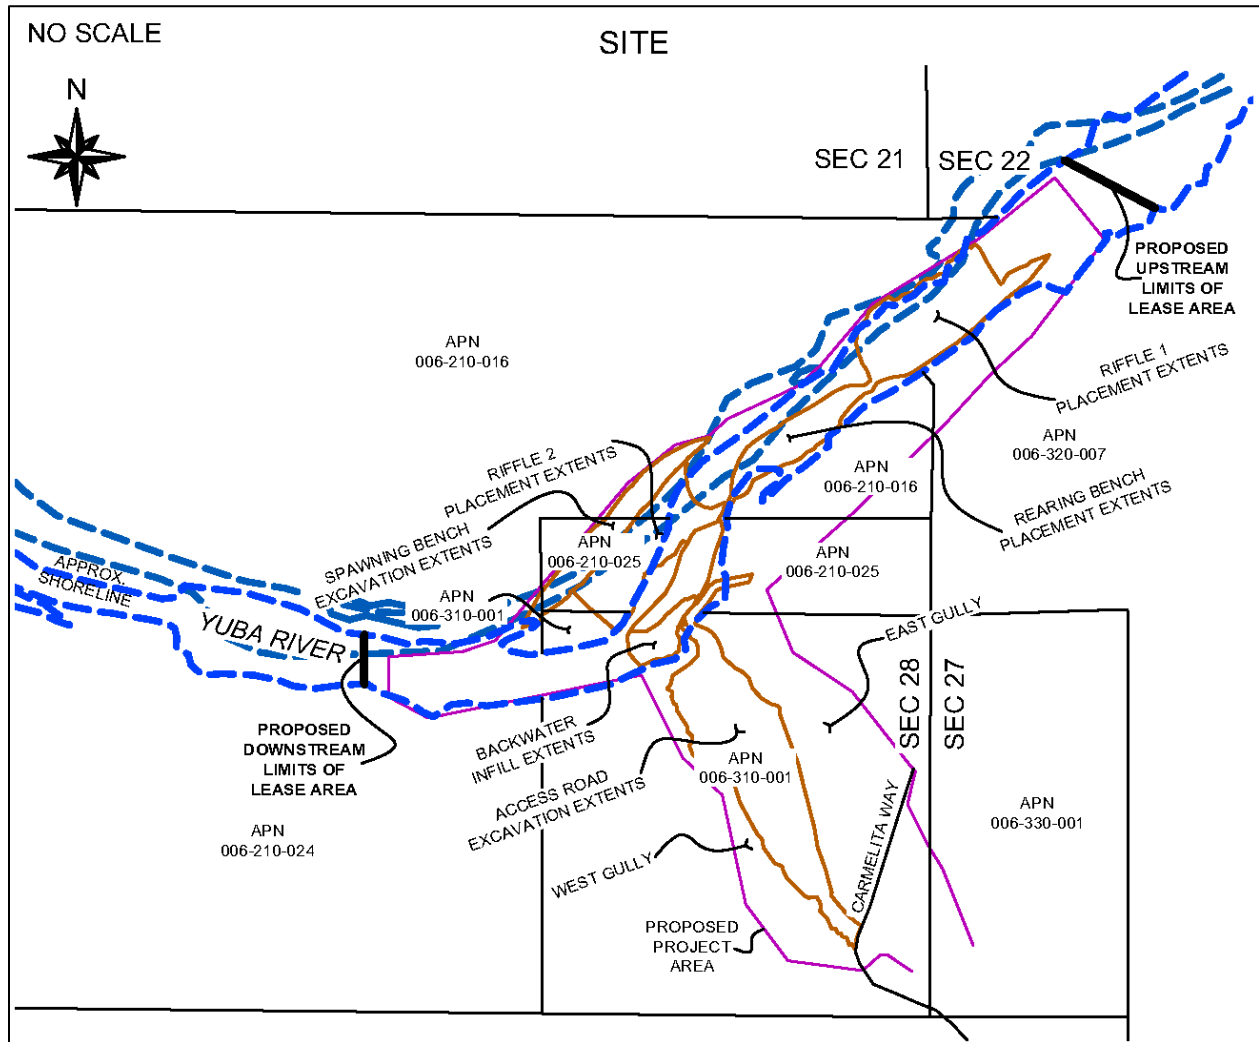 NO SCALE
SITE
N
SEC 21
SEC 22
PROPOSED
UPSTREAM
LIMITS OF
LEASE AREA
APN
006-210-016
RIFFLE 1
PLACEMENT EXTENTS
APN
006-320-007
RIFFLE 2
PLACEMENT EXTENTS
APN
006-210-016
REARING BENCH
PLACEMENT EXTENTS
SPAWNING BENCH
EXCAVATION EXTENTS
APN
006-210-025
APN
006-210-025
APPROX.
SHORELINE
APN
006-310-001
YUBA RIVER
EAST GULLY
SEC 28
SEC 27
PROPOSED
DOWNSTREAM
LIMITS OF
LEASE AREA
BACKWATER
INFILL EXTENTS
ACCESS ROAD
EXCAVATION EXTENTS
APN
006-310-001
APN
006-330-001
APN
006-210-024
WEST GULLY
CARMELITA WAY
PROPOSED
PROJECT
AREA